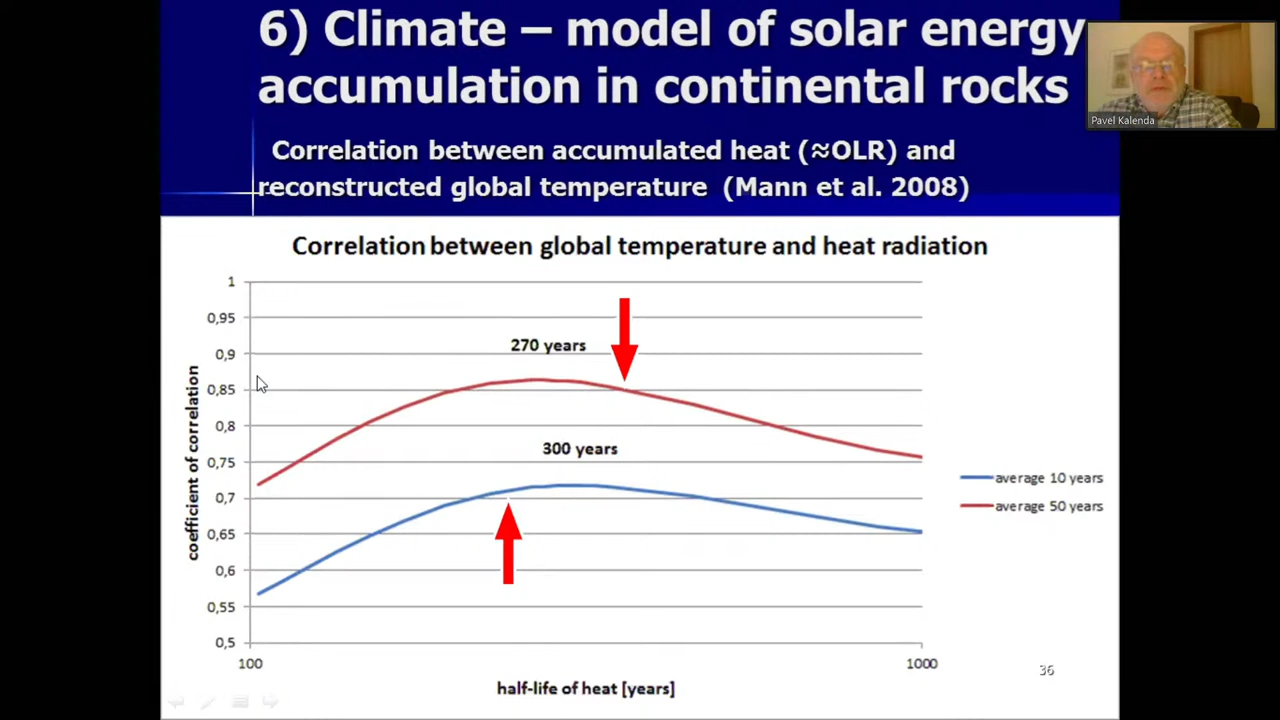 6) Climate – model of solar energy
accumulation in continental rocks
Pavel Kalenda
Correlation between accumulated heat (≈OLR) and
reconstructed global temperature (Mann et al. 2008)
Correlation between global temperature and heat radiation
1
0,95
0,9
0,85
0,8
0,75
0,7
0,65
0,6
0,55
0,5
coefficient of correlation
270 years
300 years
average 10 years
average 50 years
100
1000
half-life of heat [years]
36